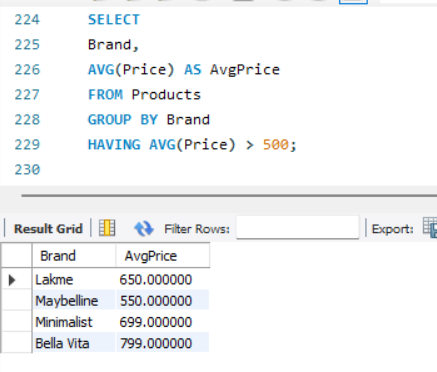 224 SELECT
225 Brand,
226 AVG(Price) AS AvgPrice
227 FROM Products
228 GROUP BY Brand
229 HAVING AVG(Price) > 500;
230
Result Grid Filter Rows: Export:
Brand AvgPrice
Lakme 650.000000
Maybelline 550.000000
Minimalist 699.000000
Bella Vita 799.000000